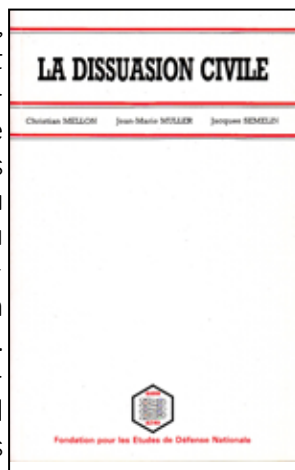 LA DISSUASION CIVILE
Christian MELLON Jean-Marie MULLER Jacques SEMELIN
Fondation pour les Etudes de Défense Nationale